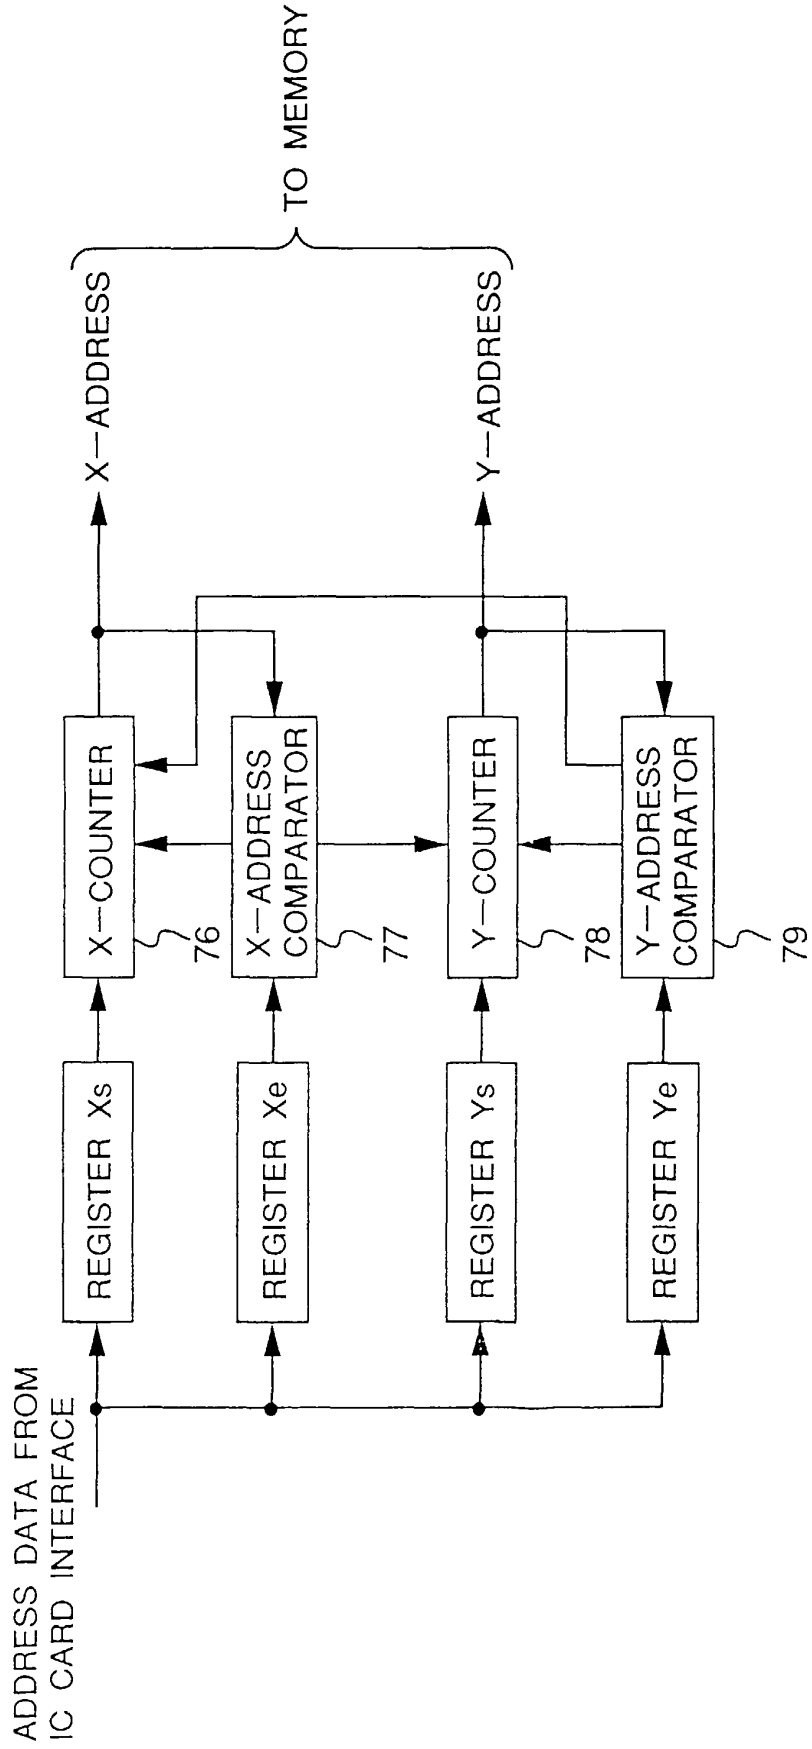 ADDRESS DATA FROM
IC CARD INTERFACE
REGISTER Xs
X—COUNTER
76
X—ADDRESS
REGISTER Xe
X—ADDRESS
COMPARATOR
77
TO MEMORY
REGISTER Ys
Y—COUNTER
78
Y—ADDRESS
REGISTER Ye
Y—ADDRESS
COMPARATOR
79